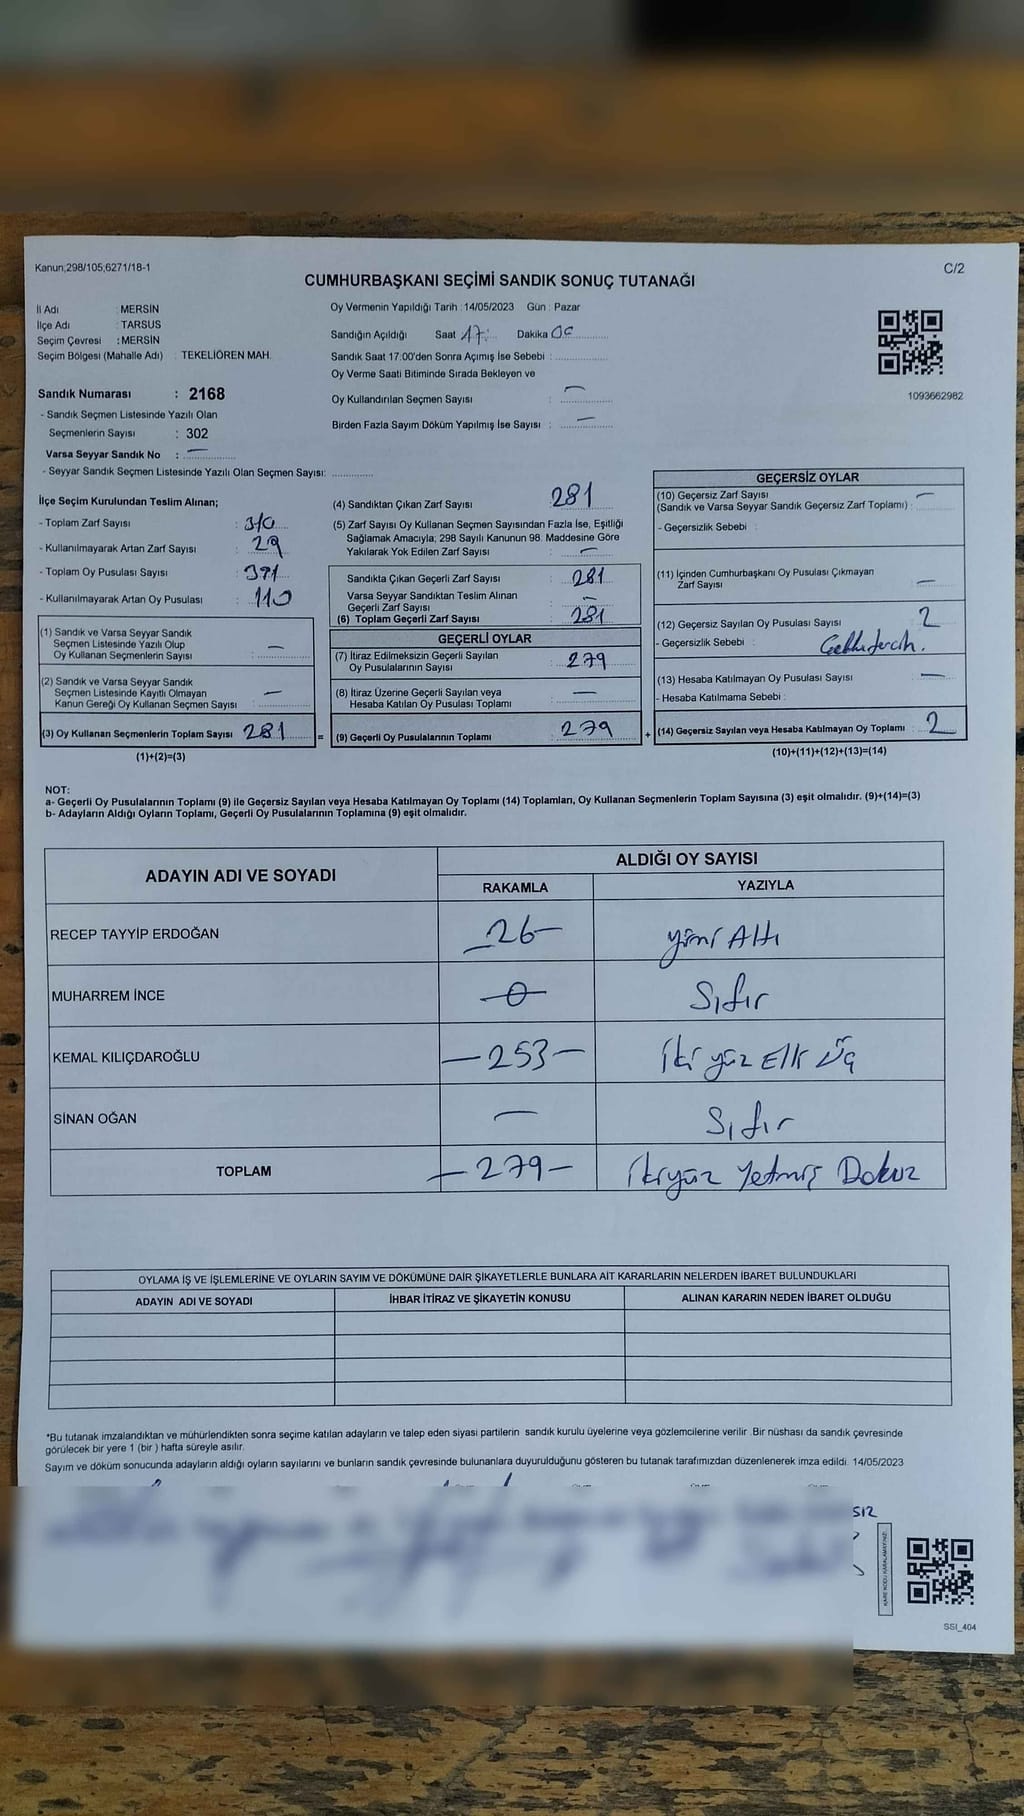 Kanun;298/105,6271/18-1
C/2
CUMHURBAŞKANI SEÇİMİ SANDIK SONUÇ TUTANAĞI
İl Adı : MERSİN
İlçe Adı : TARSUS
Seçim Çevresi : MERSİN
Seçim Bölgesi (Mahalle Adı) : TEKELİÖREN MAH.
Sandık Numarası : 2168
- Sandık Seçmen Listesinde Yazılı Olan
Seçmenlerin Sayısı : 302
Varsa Seyyar Sandık No : —
- Seyyar Sandık Seçmen Listesinde Yazılı Olan Seçmen Sayısı:
Oy Vermenin Yapıldığı Tarih : 14/05/2023 Gün : Pazar
Sandığın Açıldığı Saat 17: Dakika 00
Sandık Saat 17:00'den Sonra Açımış İse Sebebi :
Oy Verme Saati Bitiminde Sırada Bekleyen ve
Oy Kullandırılan Seçmen Sayısı : —
Birden Fazla Sayım Döküm Yapılmış İse Sayısı : —
1093662982
İlçe Seçim Kurulundan Teslim Alınan;
- Toplam Zarf Sayısı : 310
- Kullanılmayarak Artan Zarf Sayısı : 29
- Toplam Oy Pusulası Sayısı : 391
- Kullanılmayarak Artan Oy Pusulası : 110
(1) Sandık ve Varsa Seyyar Sandık
Seçmen Listesinde Yazılı Olup
Oy Kullanan Seçmenlerin Sayısı : —
(2) Sandık ve Varsa Seyyar Sandık
Seçmen Listesinde Kayıtlı Olmayan
Kanun Gereği Oy Kullanan Seçmen Sayısı : —
(3) Oy Kullanan Seçmenlerin Toplam Sayısı : 281
(1)+(2)=(3)
(4) Sandıktan Çıkan Zarf Sayısı : 281
(5) Zarf Sayısı Oy Kullanan Seçmen Sayısından Fazla İse, Eşitliği
Sağlamak Amacıyla; 298 Sayılı Kanunun 98. Maddesine Göre
Yakılarak Yok Edilen Zarf Sayısı : —
Sandıkta Çıkan Geçerli Zarf Sayısı : 281
Varsa Seyyar Sandıktan Teslim Alınan
Geçerli Zarf Sayısı : —
(6) Toplam Geçerli Zarf Sayısı : 281
GEÇERLİ OYLAR
(7) İtiraz Edilmeksizin Geçerli Sayılan
Oy Pusulalarının Sayısı : 279
(8) İtiraz Üzerine Geçerli Sayılan veya
Hesaba Katılan Oy Pusulası Toplamı : —
= (9) Geçerli Oy Pusulalarının Toplamı : 279
GEÇERSİZ OYLAR
(10) Geçersiz Zarf Sayısı
(Sandık ve Varsa Seyyar Sandık Geçersiz Zarf Toplamı) : —
- Geçersizlik Sebebi :
(11) İçinden Cumhurbaşkanı Oy Pusulası Çıkmayan
Zarf Sayısı : —
(12) Geçersiz Sayılan Oy Pusulası Sayısı : 2
- Geçersizlik Sebebi :
(13) Hesaba Katılmayan Oy Pusulası Sayısı : —
- Hesaba Katılmama Sebebi :
+ (14) Geçersiz Sayılan veya Hesaba Katılmayan Oy Toplamı : 2
(10)+(11)+(12)+(13)=(14)
NOT:
a- Geçerli Oy Pusulalarının Toplamı (9) ile Geçersiz Sayılan veya Hesaba Katılmayan Oy Toplamı (14) Toplamları, Oy Kullanan Seçmenlerin Toplam Sayısına (3) eşit olmalıdır. (9)+(14)=(3)
b- Adayların Aldığı Oyların Toplamı, Geçerli Oy Pusulalarının Toplamına (9) eşit olmalıdır.
ADAYIN ADI VE SOYADI ALDIĞI OY SAYISI
RAKAMLA YAZIYLA
RECEP TAYYİP ERDOĞAN —26— yirmi Altı
MUHARREM İNCE —0— Sıfır
KEMAL KILIÇDAROĞLU —253— İki yüz Elli Üç
SİNAN OĞAN — Sıfır
TOPLAM —279— İkiyüz Yetmiş Dokuz
OYLAMA İŞ VE İŞLEMLERİNE VE OYLARIN SAYIM VE DÖKÜMÜNE DAİR ŞİKAYETLERLE BUNLARA AİT KARARLARIN NELERDEN İBARET BULUNDUKLARI
ADAYIN ADI VE SOYADI İHBAR İTİRAZ VE ŞİKAYETİN KONUSU ALINAN KARARIN NEDEN İBARET OLDUĞU
*Bu tutanak imzalandıktan ve mühürlendikten sonra seçime katılan adayların ve talep eden siyasi partilerin sandık kurulu üyelerine veya gözlemcilerine verilir. Bir nüshası da sandık çevresinde
görülecek bir yere 1 (bir) hafta süreyle asılır.
Sayım ve döküm sonucunda adayların aldığı oyların sayılarını ve bunların sandık çevresinde bulunanlara duyurulduğunu gösteren bu tutanak tarafımızdan düzenlenerek imza edildi. 14/05/2023
SIZ
SSI_404